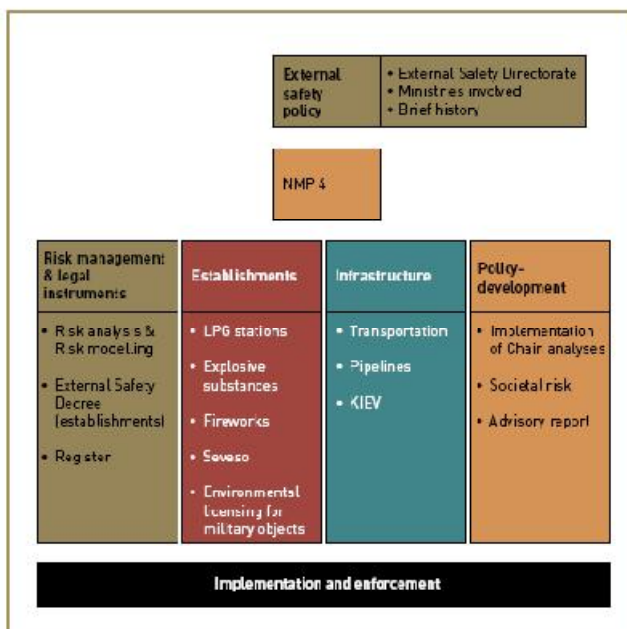 External
safety
policy
• External Safety Directorate
• Ministries involved
• Brief history
NMP 4
Risk management
& legal
instruments
• Risk analysis &
Risk modelling
• External Safety
Decree
(establishments)
• Register
Establishments
• LPG stations
• Explosive
substances
• Fireworks
• Seveso
• Environmental
licensing for
military objects
Infrastructure
• Transportation
• Pipelines
• KIEV
Policy-
development
• Implementation
of Chain analyses
• Societal risk
• Advisory report
Implementation and enforcement